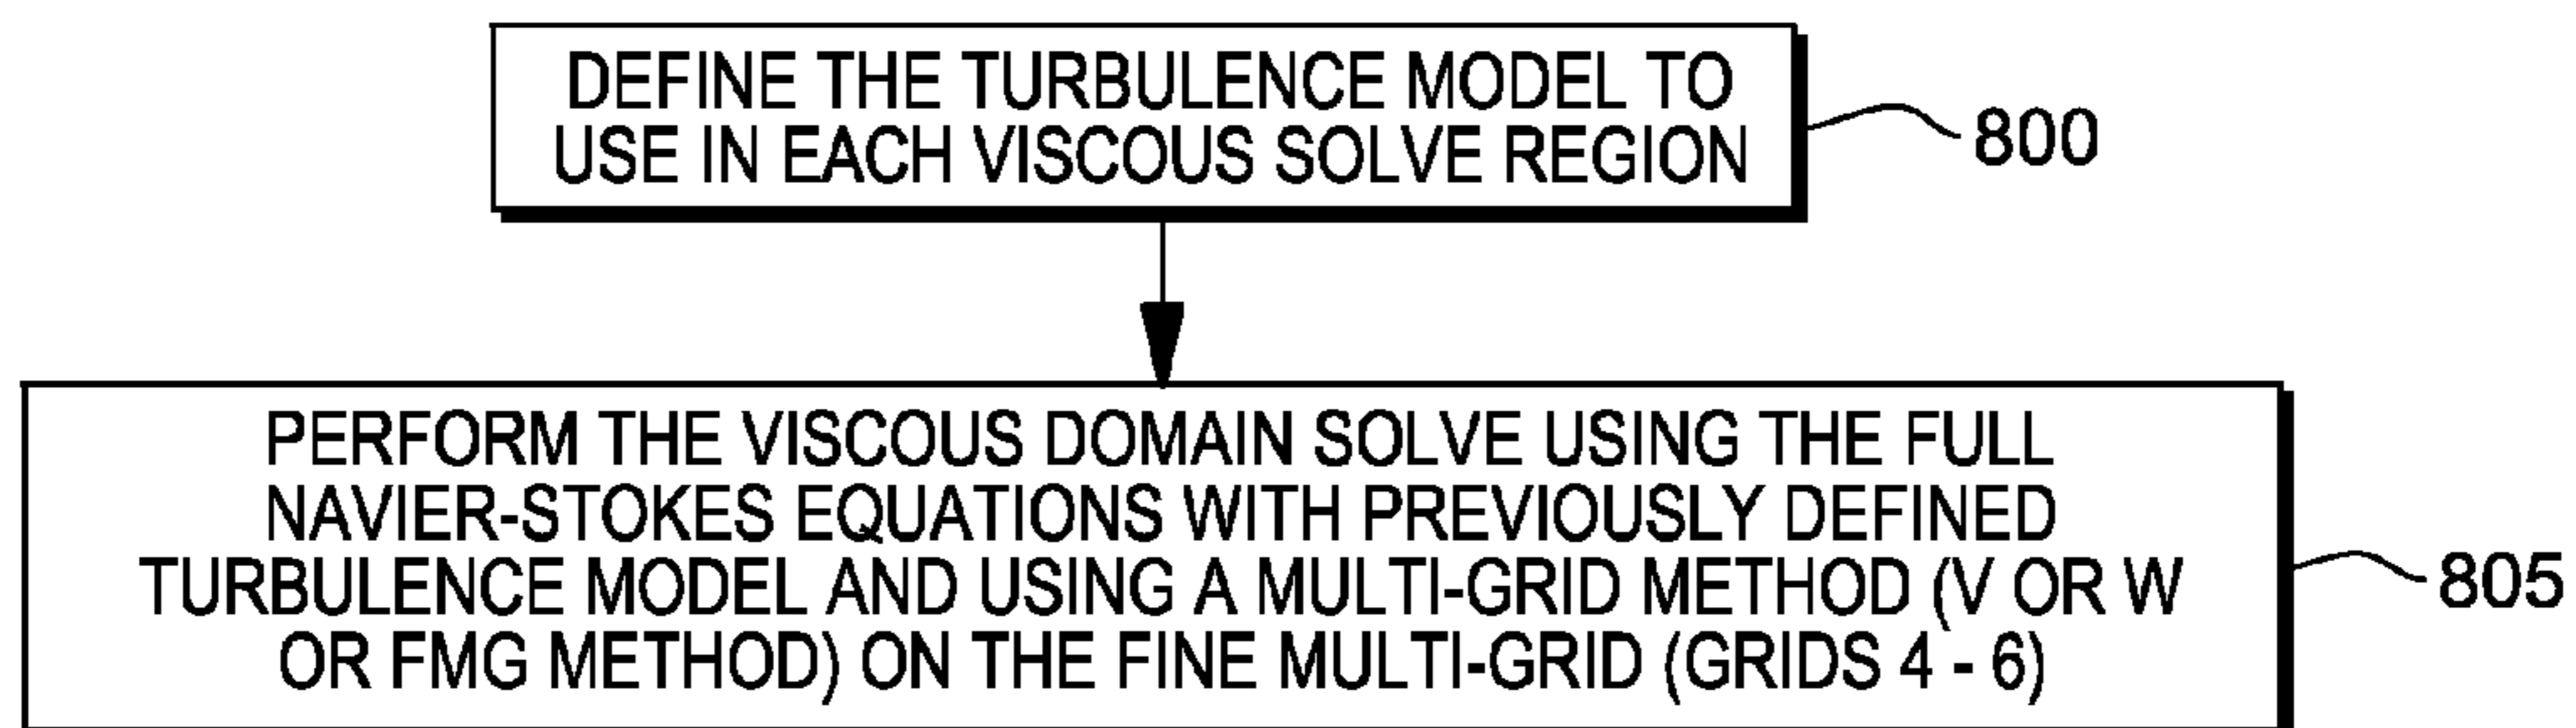 DEFINE THE TURBULENCE MODEL TO
USE IN EACH VISCOUS SOLVE REGION
800
PERFORM THE VISCOUS DOMAIN SOLVE USING THE FULL
NAVIER-STOKES EQUATIONS WITH PREVIOUSLY DEFINED
TURBULENCE MODEL AND USING A MULTI-GRID METHOD (V OR W
OR FMG METHOD) ON THE FINE MULTI-GRID (GRIDS 4 - 6)
805